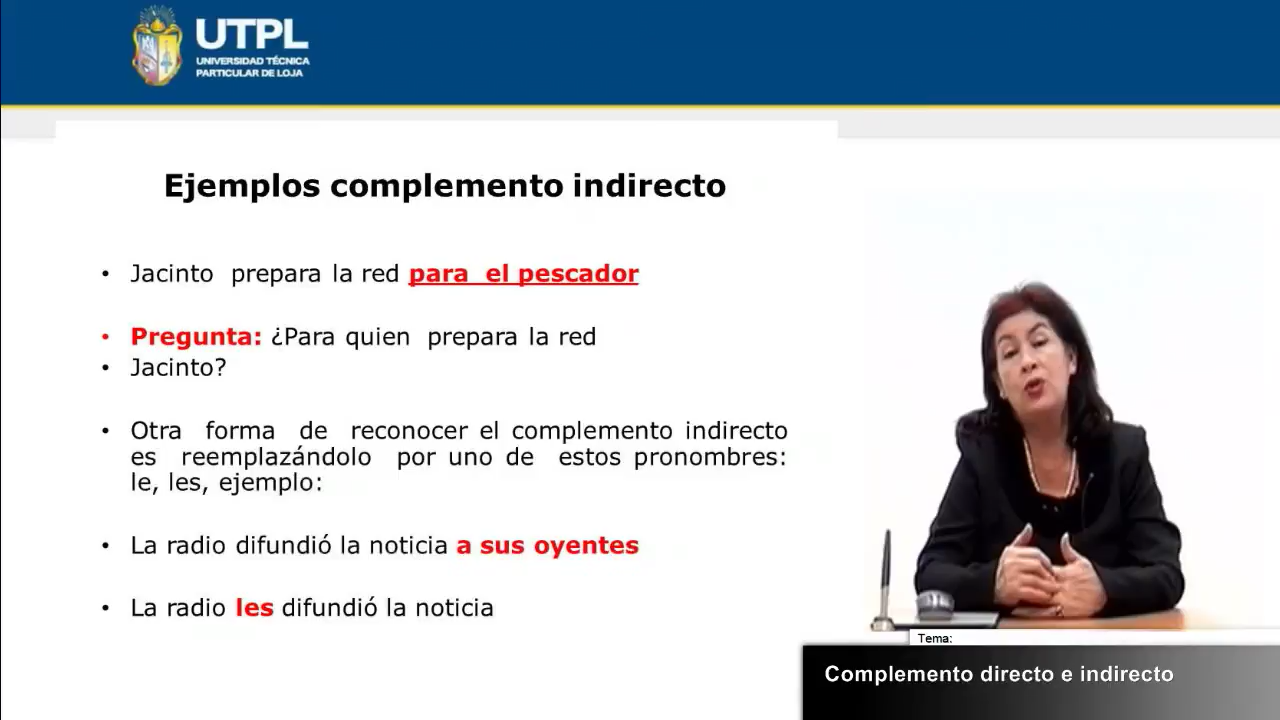 UTPL
UNIVERSIDAD TÉCNICA
PARTICULAR DE LOJA
Ejemplos complemento indirecto
• Jacinto prepara la red para el pescador
• Pregunta: ¿Para quien prepara la red
• Jacinto?
• Otra forma de reconocer el complemento indirecto
es reemplazándolo por uno de estos pronombres:
le, les, ejemplo:
• La radio difundió la noticia a sus oyentes
• La radio les difundió la noticia
Tema:
Complemento directo e indirecto